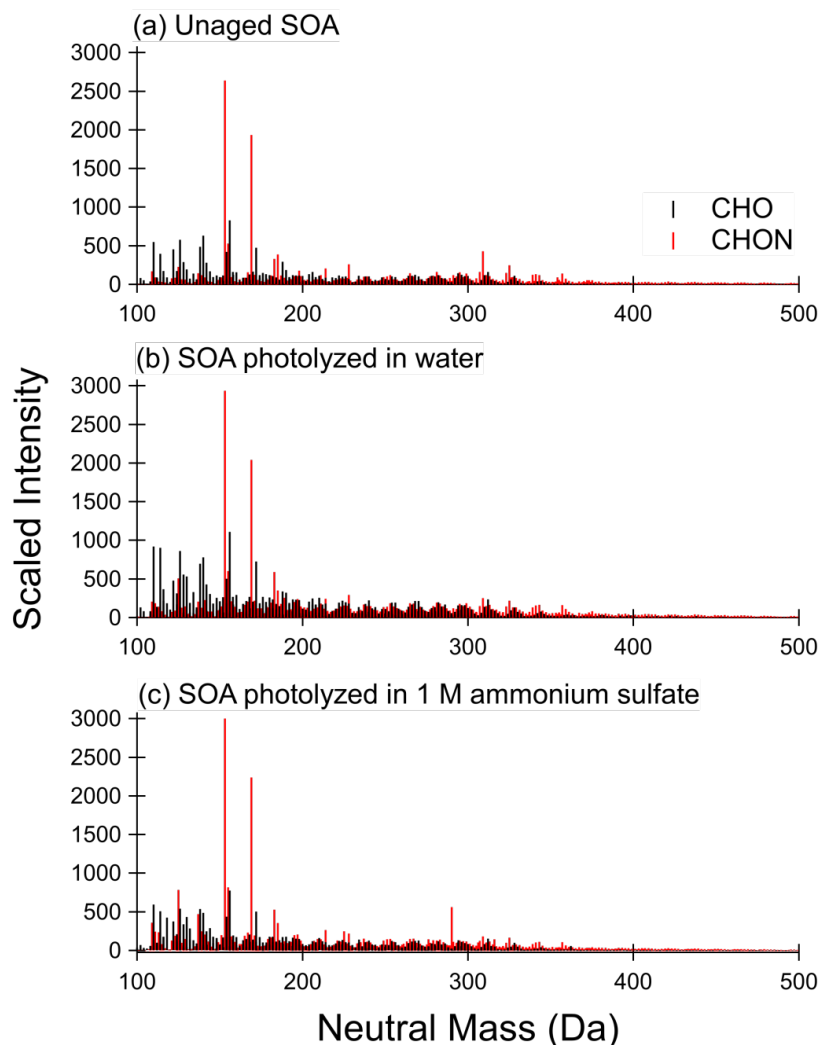 (a) Unaged SOA
3000
2500
2000
1500
1000
500
0
CHO
CHON
100 200 300 400 500
(b) SOA photolyzed in water
3000
2500
2000
1500
1000
500
0
100 200 300 400 500
Scaled Intensity
(c) SOA photolyzed in 1 M ammonium sulfate
3000
2500
2000
1500
1000
500
0
100 200 300 400 500
Neutral Mass (Da)